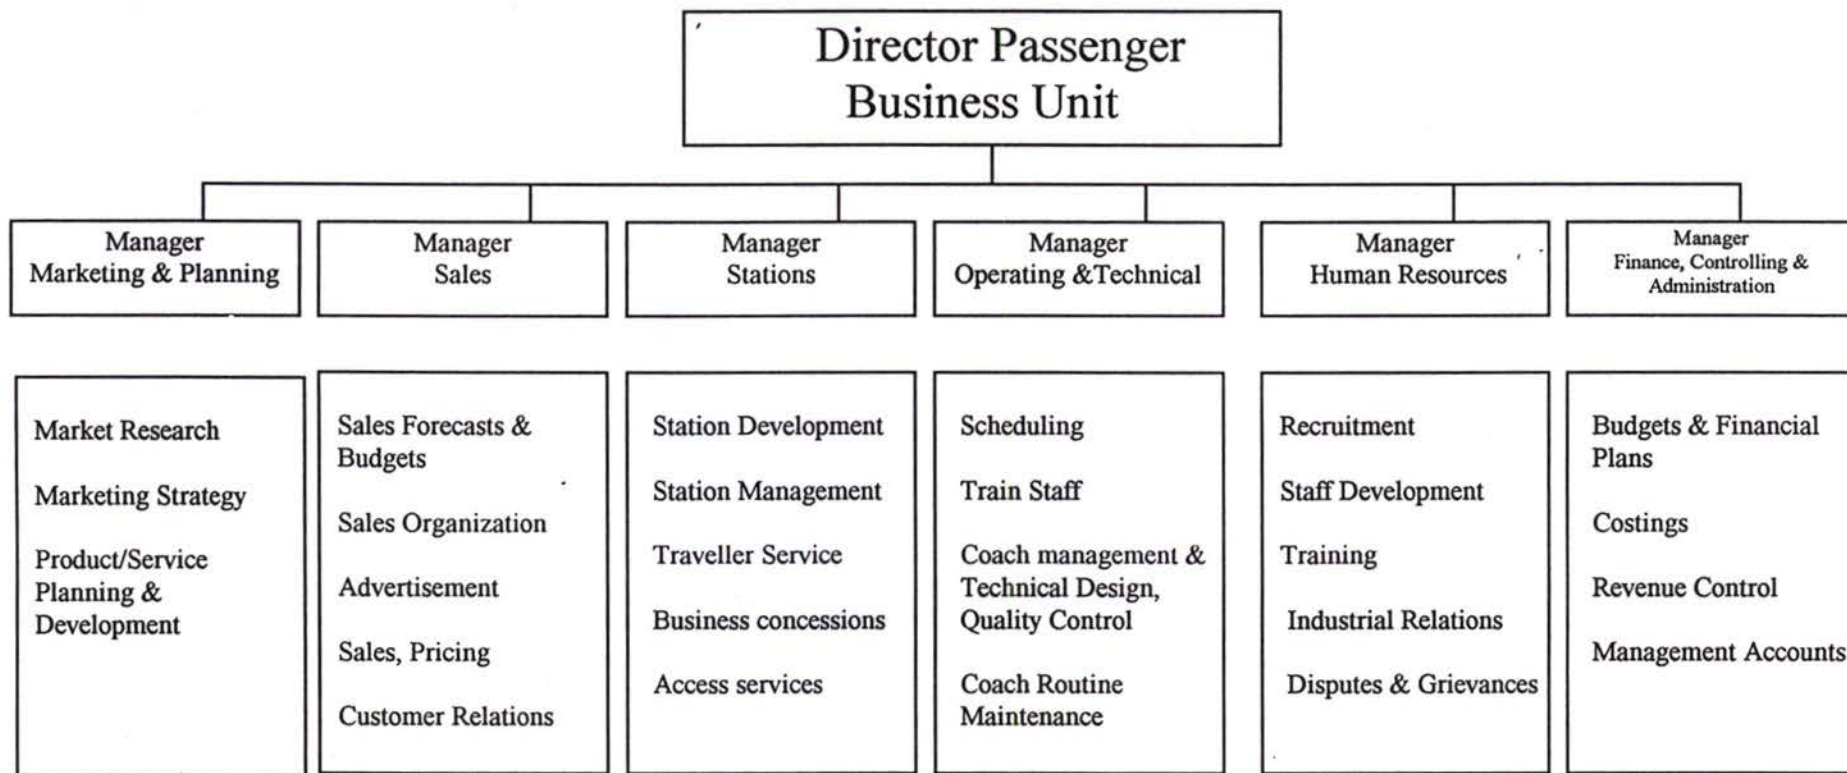 Director Passenger
Business Unit
Manager
Marketing & Planning
Manager
Sales
Manager
Stations
Manager
Operating &Technical
Manager
Human Resources
Manager
Finance, Controlling &
Administration
Market Research
Marketing Strategy
Product/Service
Planning &
Development
Sales Forecasts &
Budgets
Sales Organization
Advertisement
Sales, Pricing
Customer Relations
Station Development
Station Management
Traveller Service
Business concessions
Access services
Scheduling
Train Staff
Coach management &
Technical Design,
Quality Control
Coach Routine
Maintenance
Recruitment
Staff Development
Training
Industrial Relations
Disputes & Grievances
Budgets & Financial
Plans
Costings
Revenue Control
Management Accounts